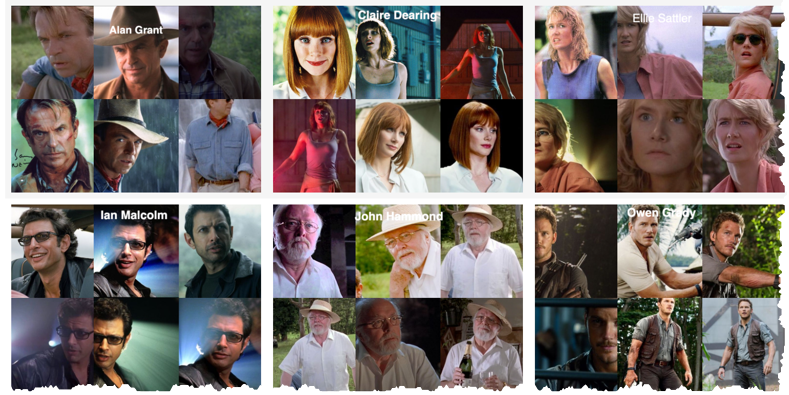 Alan Grant
Claire Dearing
Ellie Sattler
Ian Malcolm
John Hammond
Owen Grady